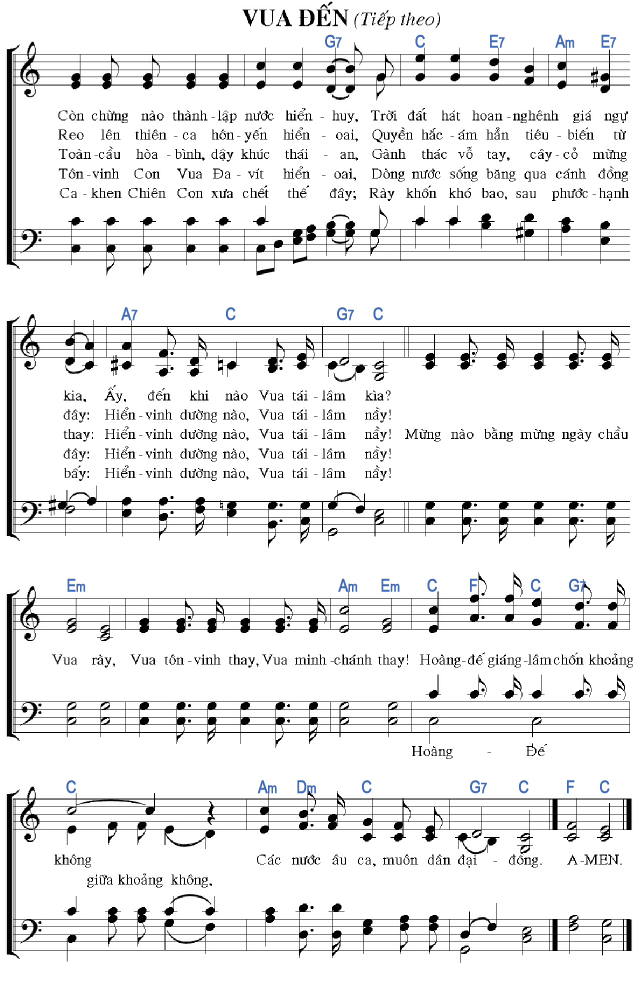 VUA ĐẾN (Tiếp theo)
G7 C E7 Am E7
Còn chừng nào thành-lập nước hiển-huy, Trời đất hát hoan-nghênh giá ngự
Reo lên thiên-ca hôn-yến hiển-oai, Quyền hắc-ám hẳn tiêu-biến từ
Toàn-cầu hòa-bình, dậy khúc thái-an, Gành thác vỗ tay, cây-cỏ mừng
Tôn-vinh Con Vua Đa-vít hiển-oai, Dòng nước sống băng qua cánh đồng
Ca-khen Chiên Con xưa chết thế đây; Rày khốn khó bao, sau phước-hạnh
A7 C G7 C
kia, Ấy, đến khi nào Vua tái-lâm kìa?
đây: Hiển-vinh dường nào, Vua tái-lâm nầy!
thay: Hiển-vinh dường nào, Vua tái-lâm nầy! Mừng nào bằng mừng ngày chầu
đây: Hiển-vinh dường nào, Vua tái-lâm nầy!
bấy: Hiển-vinh dường nào, Vua tái-lâm nầy!
Em Am Em C F C G7
Vua rày, Vua tôn-vinh thay, Vua minh-chánh thay! Hoàng-đế giáng-lâm chốn khoảng
Hoàng - Đế
C Am Dm C G7 C F C
không Các nước âu ca, muôn dân đại-đồng. A-MEN.
giữa khoảng không,